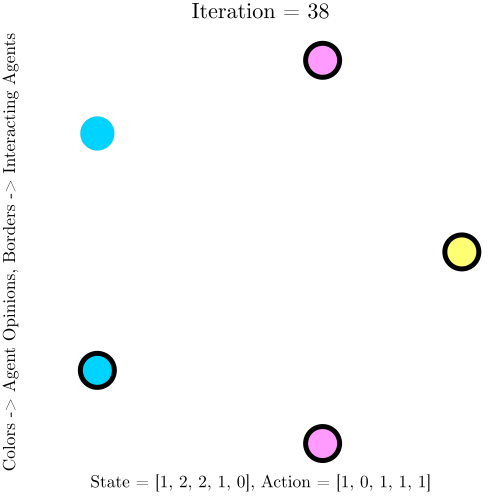 Iteration = 38
Colors -> Agent Opinions, Borders -> Interacting Agents
State = [1, 2, 2, 1, 0], Action = [1, 0, 1, 1, 1]